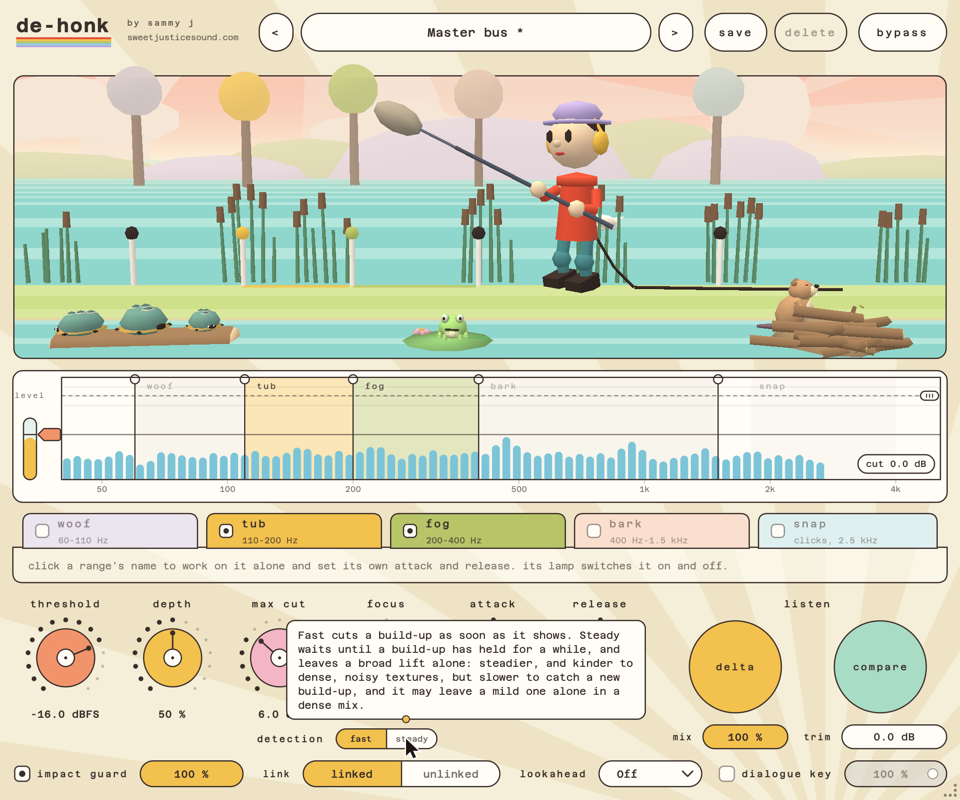 de-honk
by sammy j
sweetjusticesound.com
<
Master bus *
>
save
delete
bypass
level
woof
tub
fog
bark
snap
cut 0.0 dB
50
100
200
500
1k
2k
4k
woof
60-110 Hz
tub
110-200 Hz
fog
200-400 Hz
bark
400 Hz-1.5 kHz
snap
clicks, 2.5 kHz
click a range's name to work on it alone and set its own attack and release. its lamp switches it on and off.
threshold
depth
max cut
focus
attack
release
listen
Fast cuts a build-up as soon as it shows. Steady
waits until a build-up has held for a while, and
leaves a broad lift alone: steadier, and kinder to
dense, noisy textures, but slower to catch a new
build-up, and it may leave a mild one alone in a
dense mix.
delta
compare
-16.0 dBFS
50 %
6.0
detection
fast
steady
mix
100 %
trim
0.0 dB
impact guard
100 %
link
linked
unlinked
lookahead
Off
dialogue key
100 %